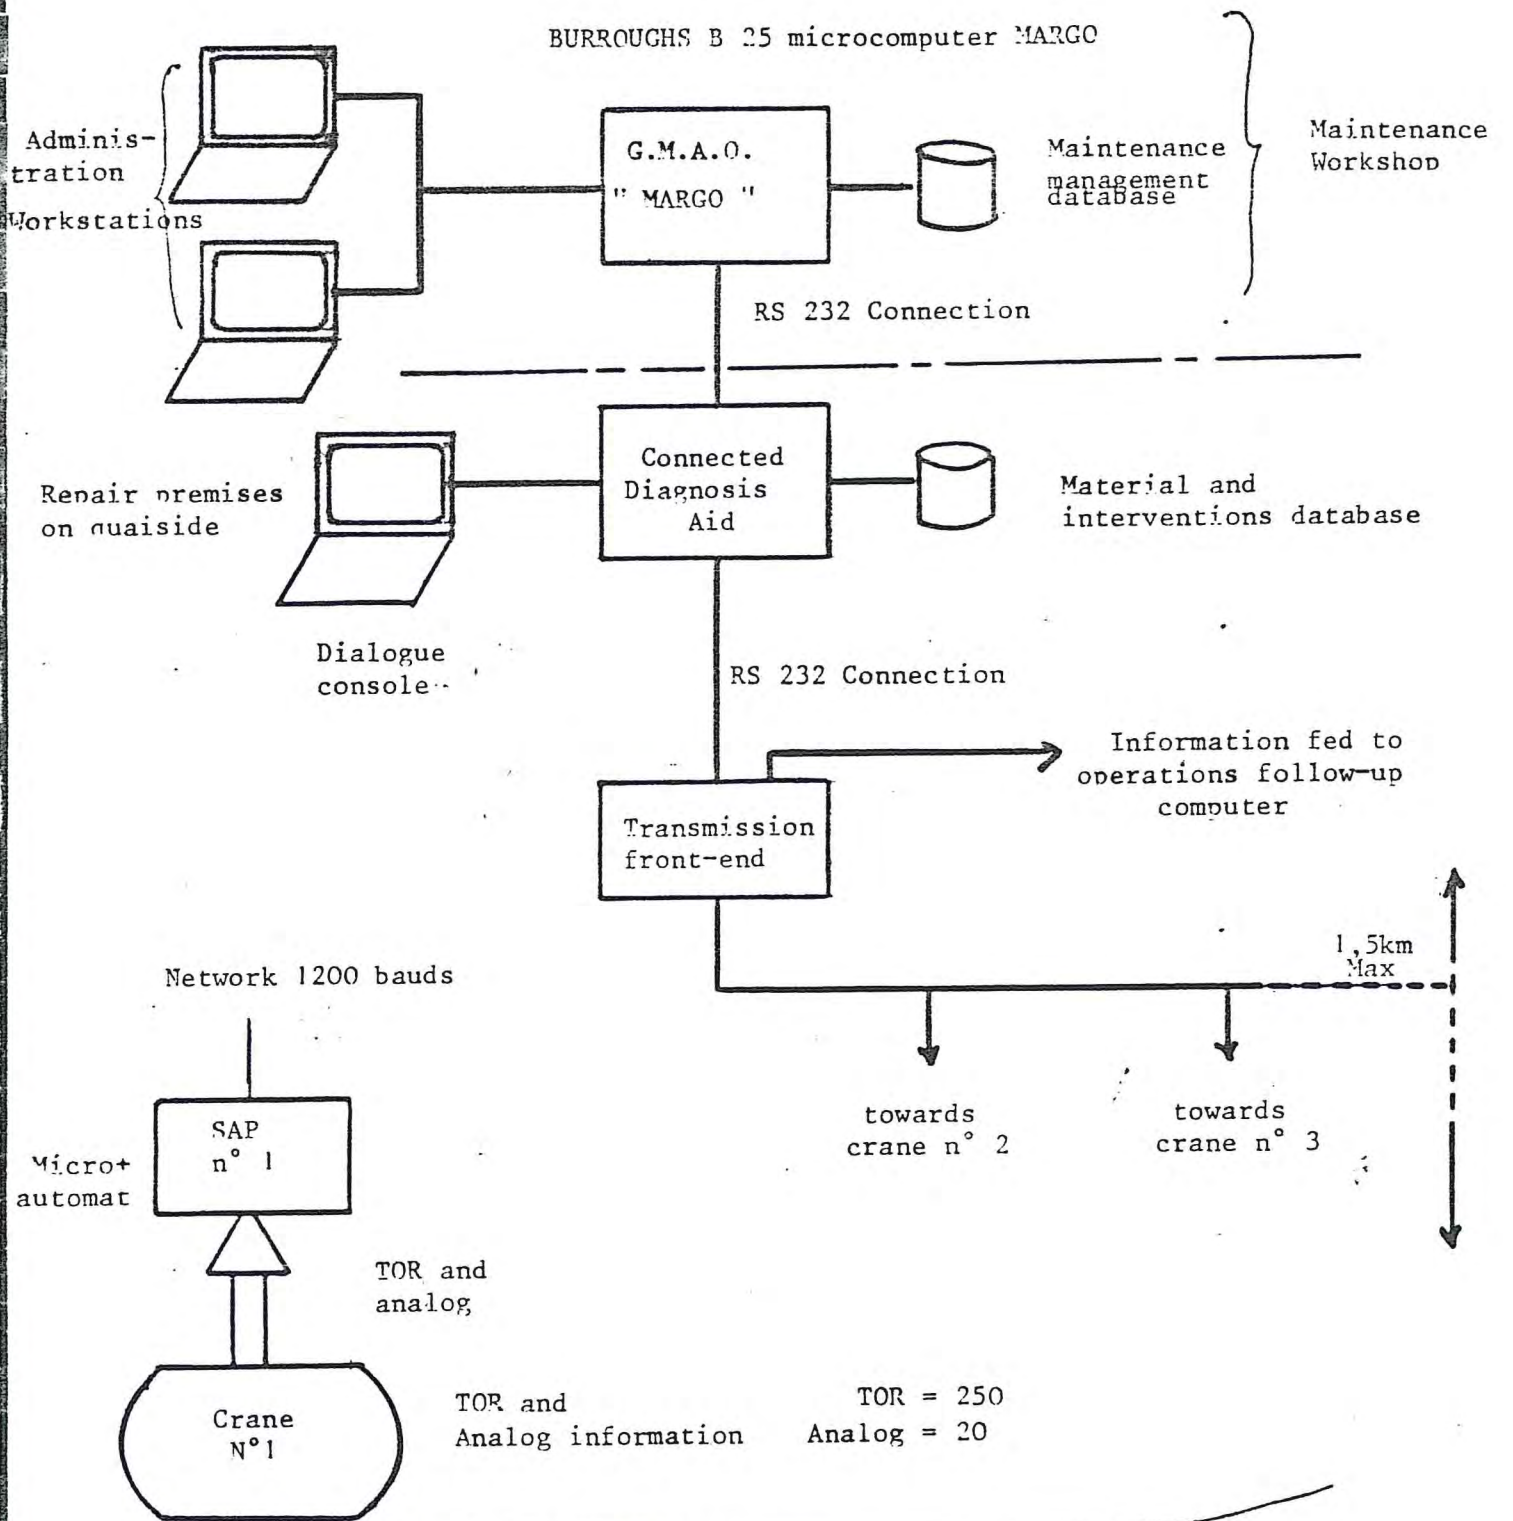 BURROUGHS B 25 microcomputer MARGO
Adminis-
tration
Workstations
G.M.A.O.
" MARGO "
Maintenance
management
database
Maintenance
Workshop
RS 232 Connection
Connected
Diagnosis
Aid
Repair premises
on quaiside
Material and
interventions database
Dialogue
console
RS 232 Connection
Information fed to
operations follow-up
computer
Transmission
front-end
1,5km
Max
Network 1200 bauds
towards
crane n° 2
towards
crane n° 3
SAP
n° 1
Micro+
automat
TOR and
analog
Crane
N°1
TOR and
Analog information
TOR = 250
Analog = 20